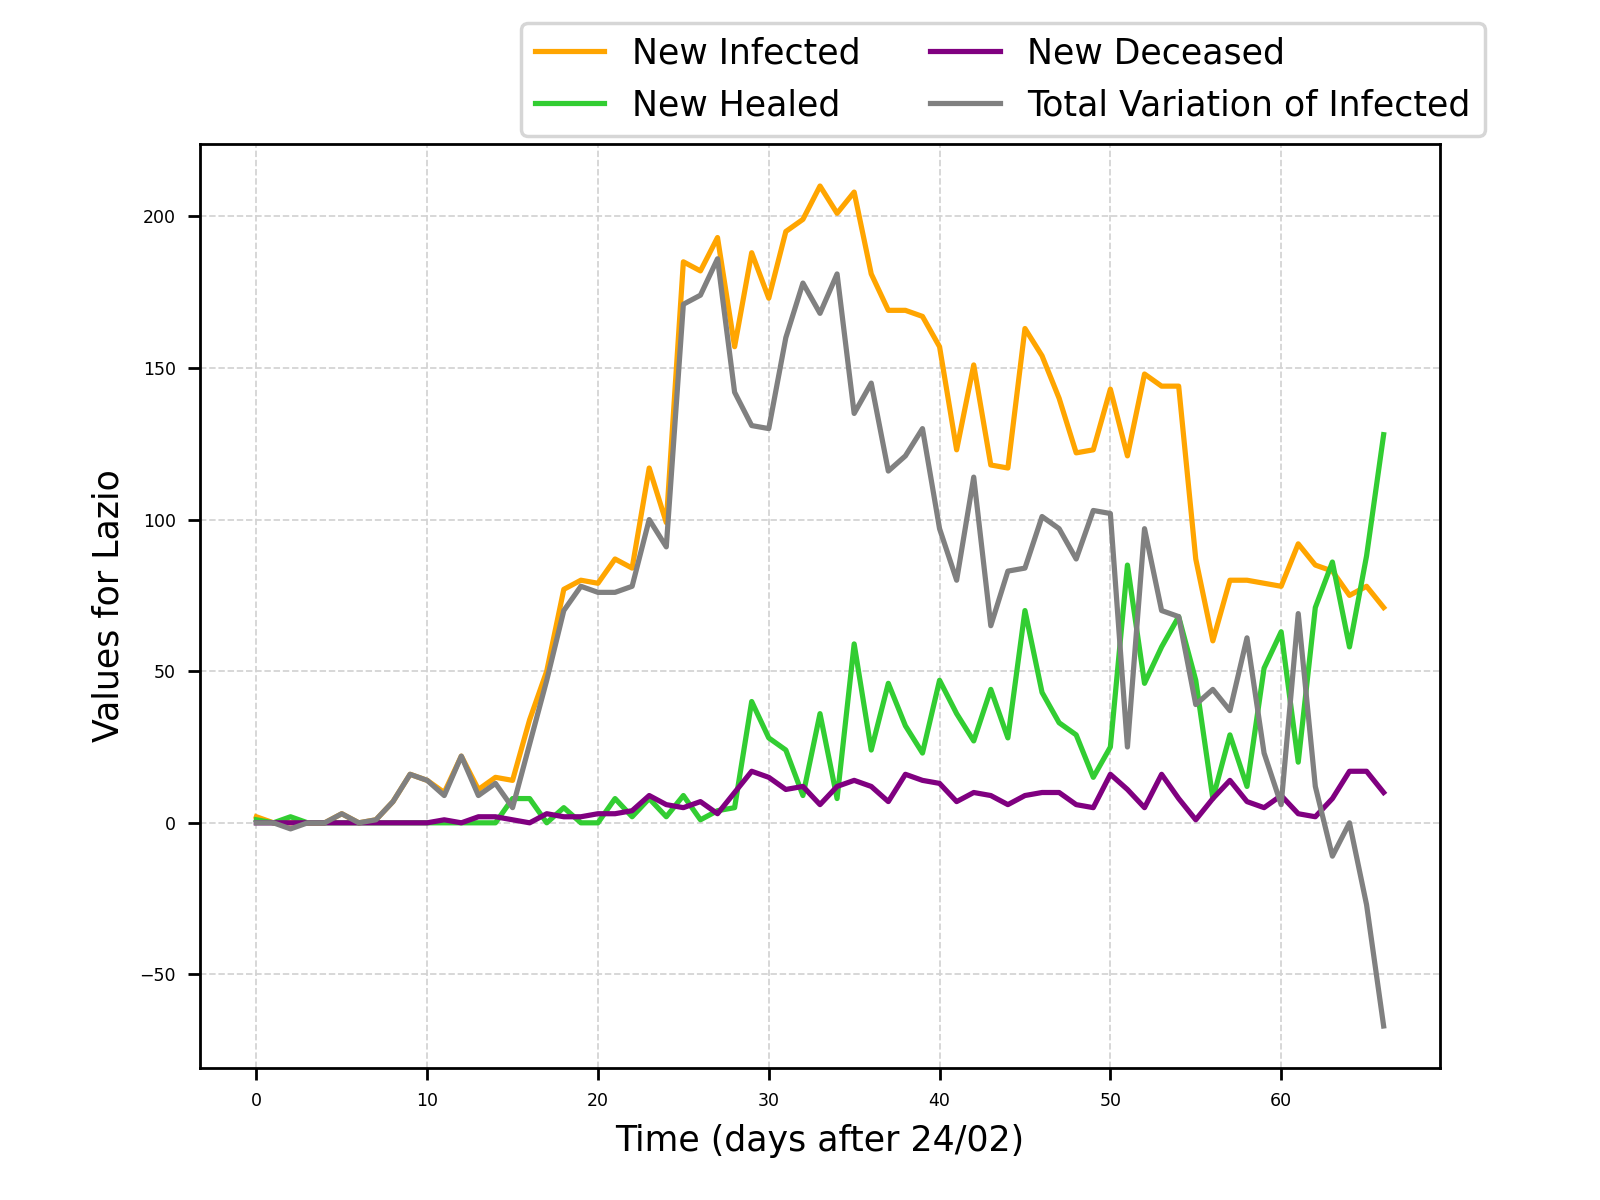 New Infected
New Healed
New Deceased
Total Variation of Infected
200
150
100
50
0
−50
Values for Lazio
0 10 20 30 40 50 60
Time (days after 24/02)